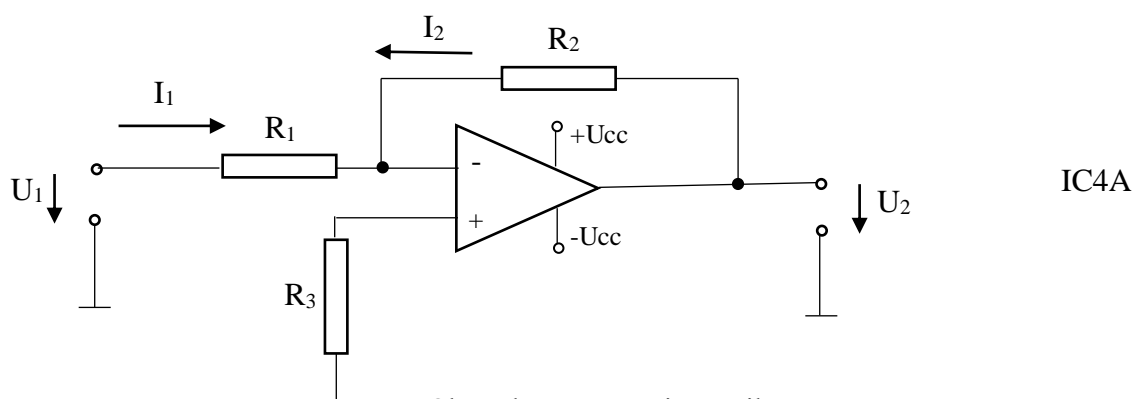 I₂
R₂
I₁
R₁
+Ucc
-
U₁
IC4A
U₂
+
-Ucc
R₃